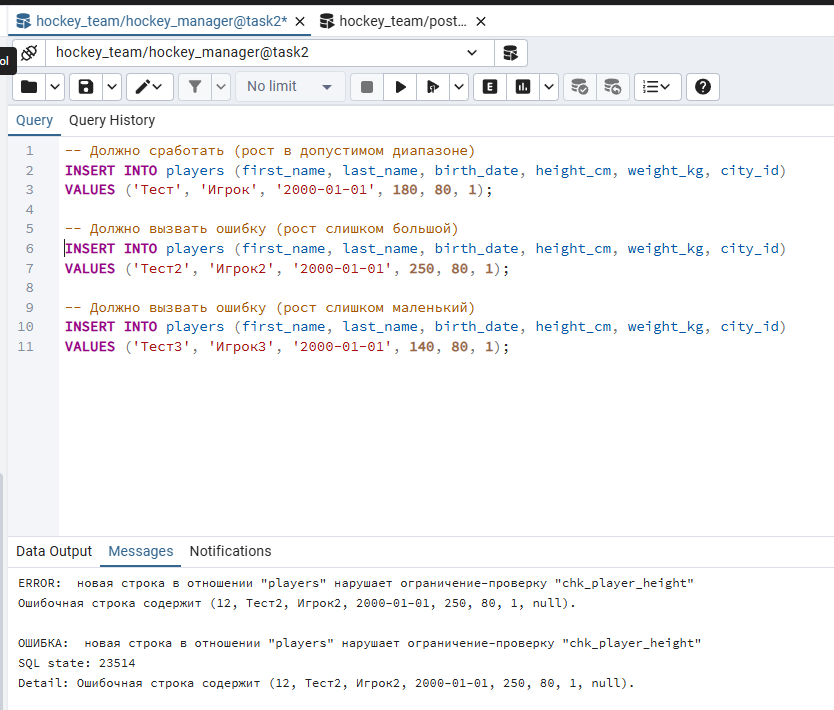 hockey_team/hockey_manager@task2*
hockey_team/post...
ol
hockey_team/hockey_manager@task2
No limit
E
Query
Query History
1 -- Должно сработать (рост в допустимом диапазоне)
2 INSERT INTO players (first_name, last_name, birth_date, height_cm, weight_kg, city_id)
3 VALUES ('Тест', 'Игрок', '2000-01-01', 180, 80, 1);
4
5 -- Должно вызвать ошибку (рост слишком большой)
6 INSERT INTO players (first_name, last_name, birth_date, height_cm, weight_kg, city_id)
7 VALUES ('Тест2', 'Игрок2', '2000-01-01', 250, 80, 1);
8
9 -- Должно вызвать ошибку (рост слишком маленький)
10 INSERT INTO players (first_name, last_name, birth_date, height_cm, weight_kg, city_id)
11 VALUES ('Тест3', 'Игрок3', '2000-01-01', 140, 80, 1);
Data Output
Messages
Notifications
ERROR:  новая строка в отношении "players" нарушает ограничение-проверку "chk_player_height"
Ошибочная строка содержит (12, Тест2, Игрок2, 2000-01-01, 250, 80, 1, null).
ОШИБКА:  новая строка в отношении "players" нарушает ограничение-проверку "chk_player_height"
SQL state: 23514
Detail: Ошибочная строка содержит (12, Тест2, Игрок2, 2000-01-01, 250, 80, 1, null).